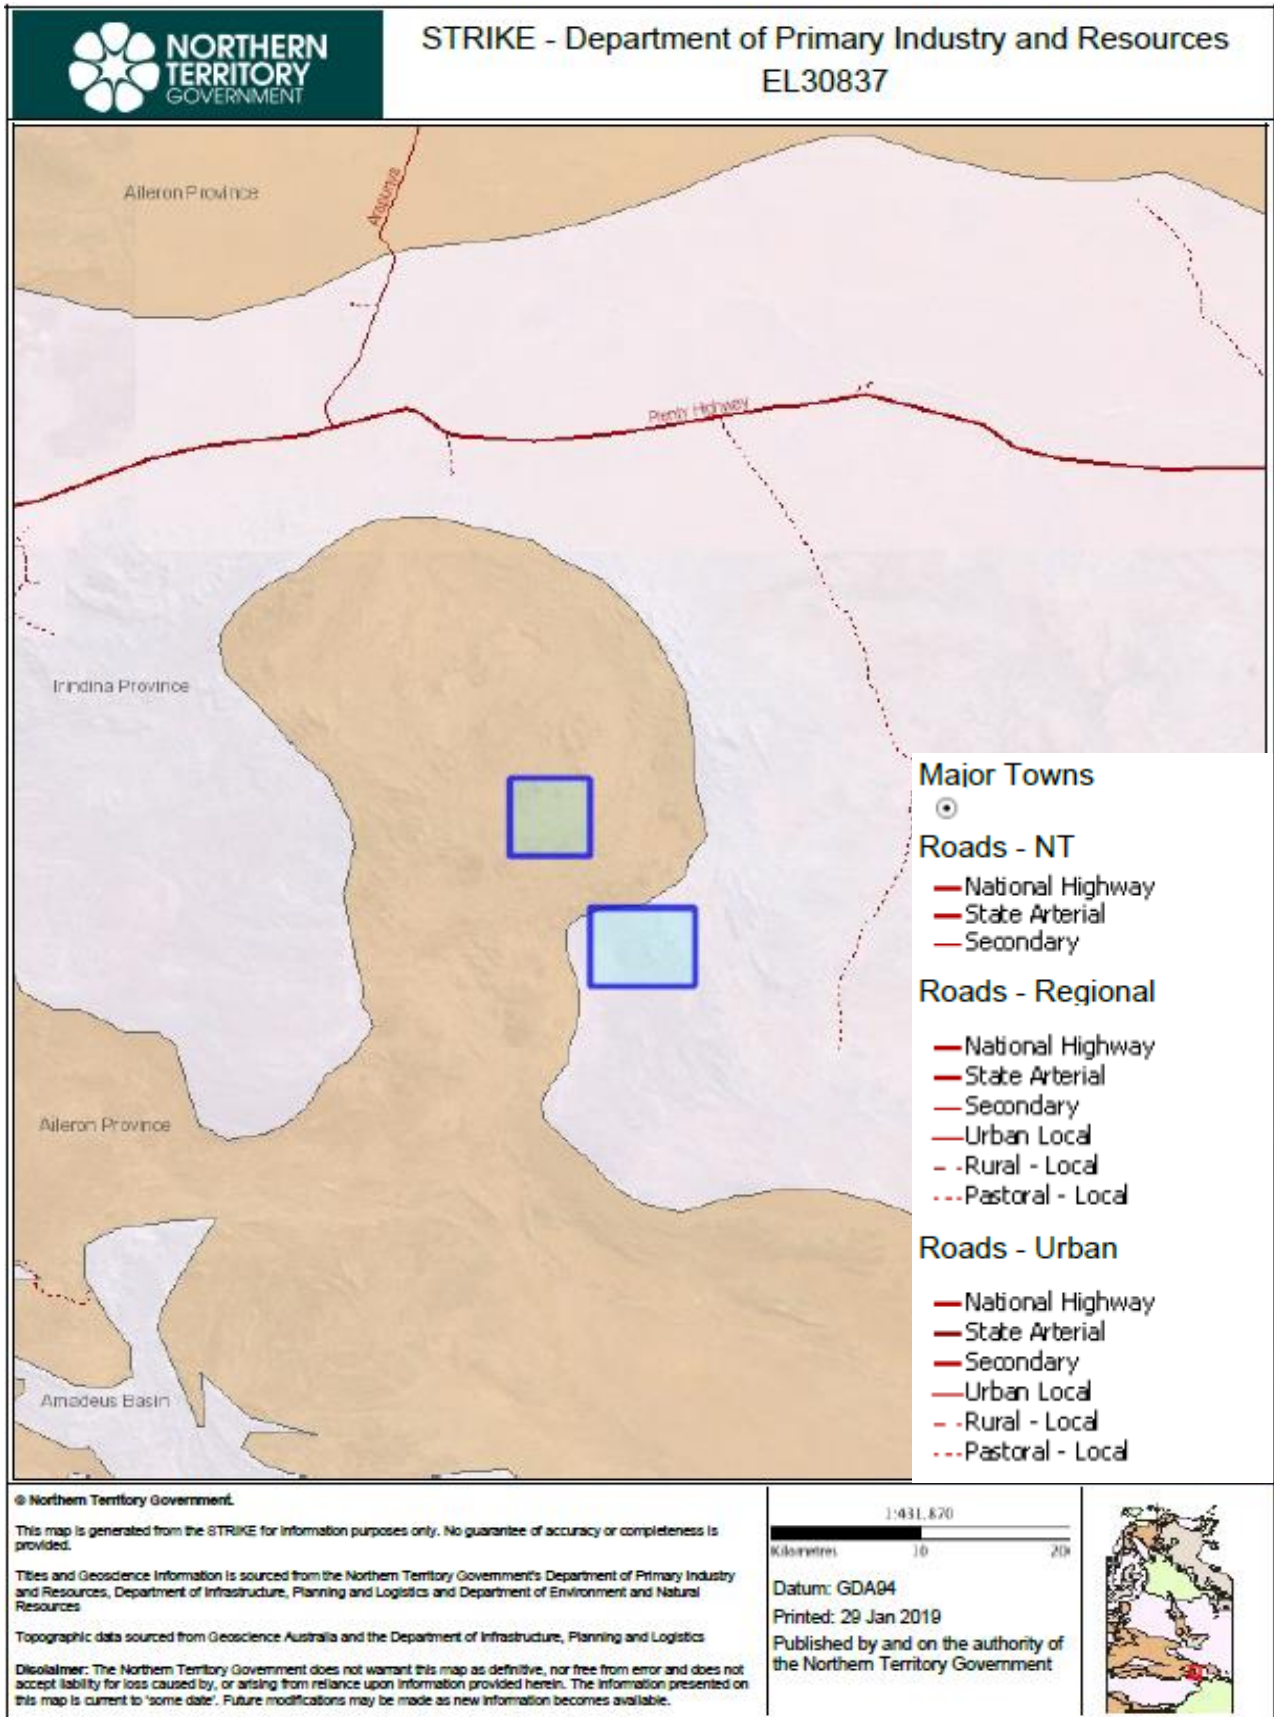 NORTHERN
TERRITORY
GOVERNMENT
STRIKE - Department of Primary Industry and Resources
EL30837
Aileron Province
Arapunya
Plenty Highway
Irindina Province
Aileron Province
Amadeus Basin
Major Towns
Roads - NT
National Highway
State Arterial
Secondary
Roads - Regional
National Highway
State Arterial
Secondary
Urban Local
Rural - Local
Pastoral - Local
Roads - Urban
National Highway
State Arterial
Secondary
Urban Local
Rural - Local
Pastoral - Local
© Northern Territory Government.
This map is generated from the STRIKE for information purposes only. No guarantee of accuracy or completeness is
provided.
Titles and Geoscience Information is sourced from the Northern Territory Government's Department of Primary Industry
and Resources, Department of Infrastructure, Planning and Logistics and Department of Environment and Natural
Resources
Topographic data sourced from Geoscience Australia and the Department of Infrastructure, Planning and Logistics
Disclaimer: The Northern Territory Government does not warrant this map as definitive, nor free from error and does not
accept liability for loss caused by, or arising from reliance upon information provided herein. The information presented on
this map is current to 'some date'. Future modifications may be made as new information becomes available.
1:431,870
Kilometres 10 20
Datum: GDA94
Printed: 29 Jan 2019
Published by and on the authority of
the Northern Territory Government